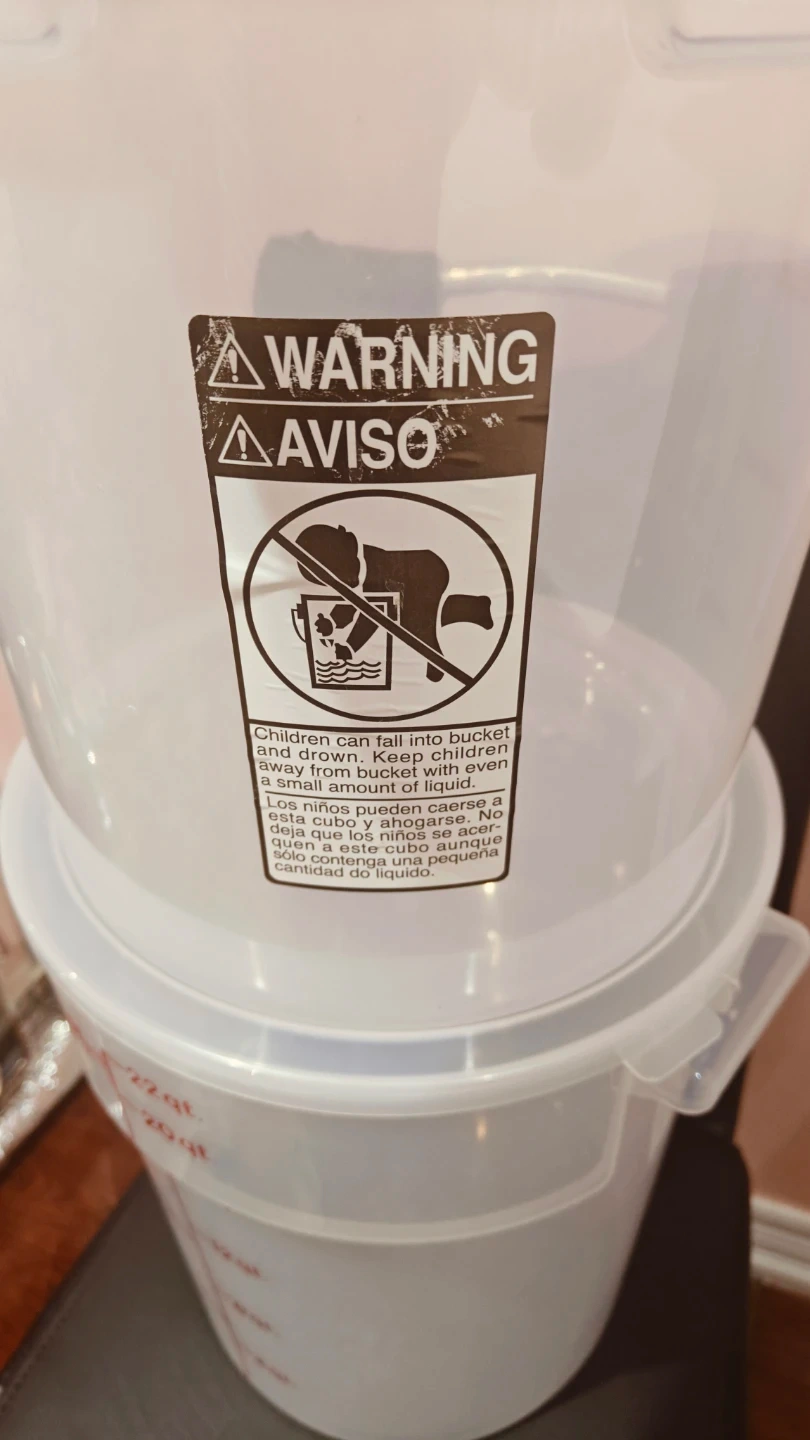 WARNING
AVISO
Children can fall into bucket
and drown. Keep children
away from bucket with even
a small amount of liquid.
Los niños pueden caerse a
esta cubo y ahogarse. No
deja que los niños se acer-
quen a este cubo aunque
sólo contenga una pequeña
cantidad do liquido.
22qt.
20qt
12qt.